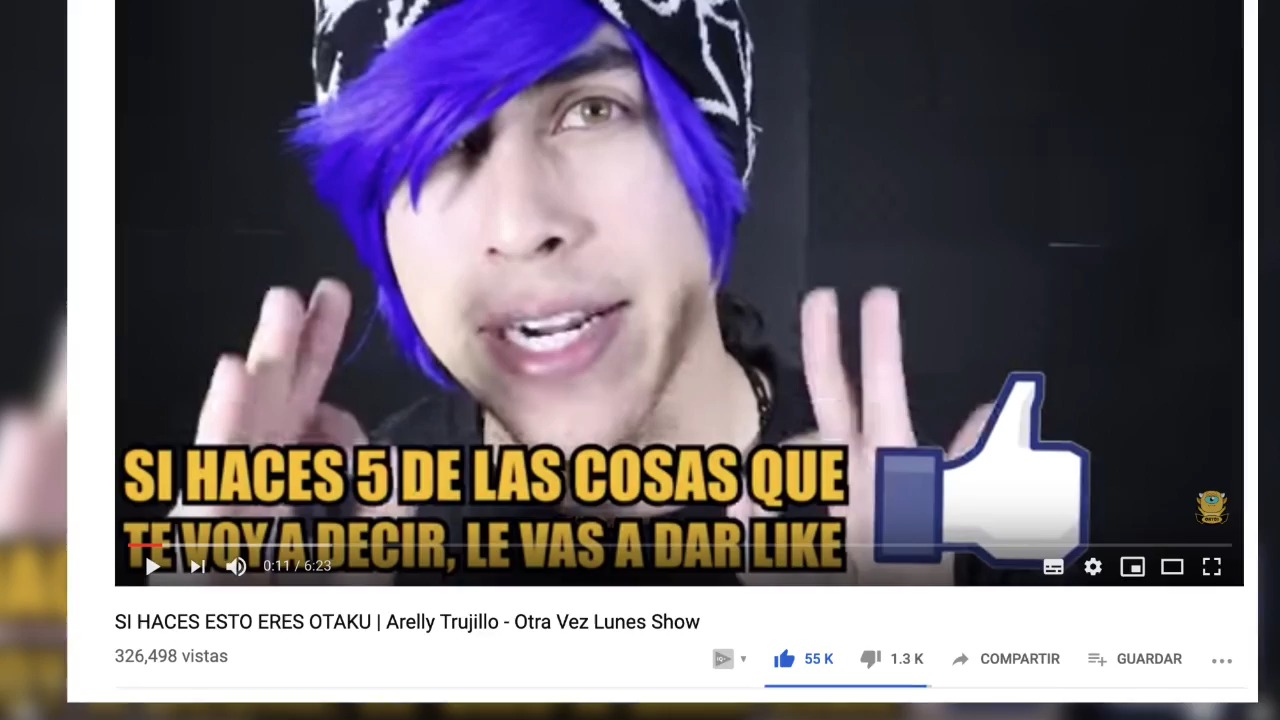 SI HACES 5 DE LAS COSAS QUE
TE VOY A DECIR, LE VAS A DAR LIKE
0:11 / 6:23
SI HACES ESTO ERES OTAKU | Arelly Trujillo - Otra Vez Lunes Show
326,498 vistas
55 K
1.3 K
COMPARTIR
GUARDAR